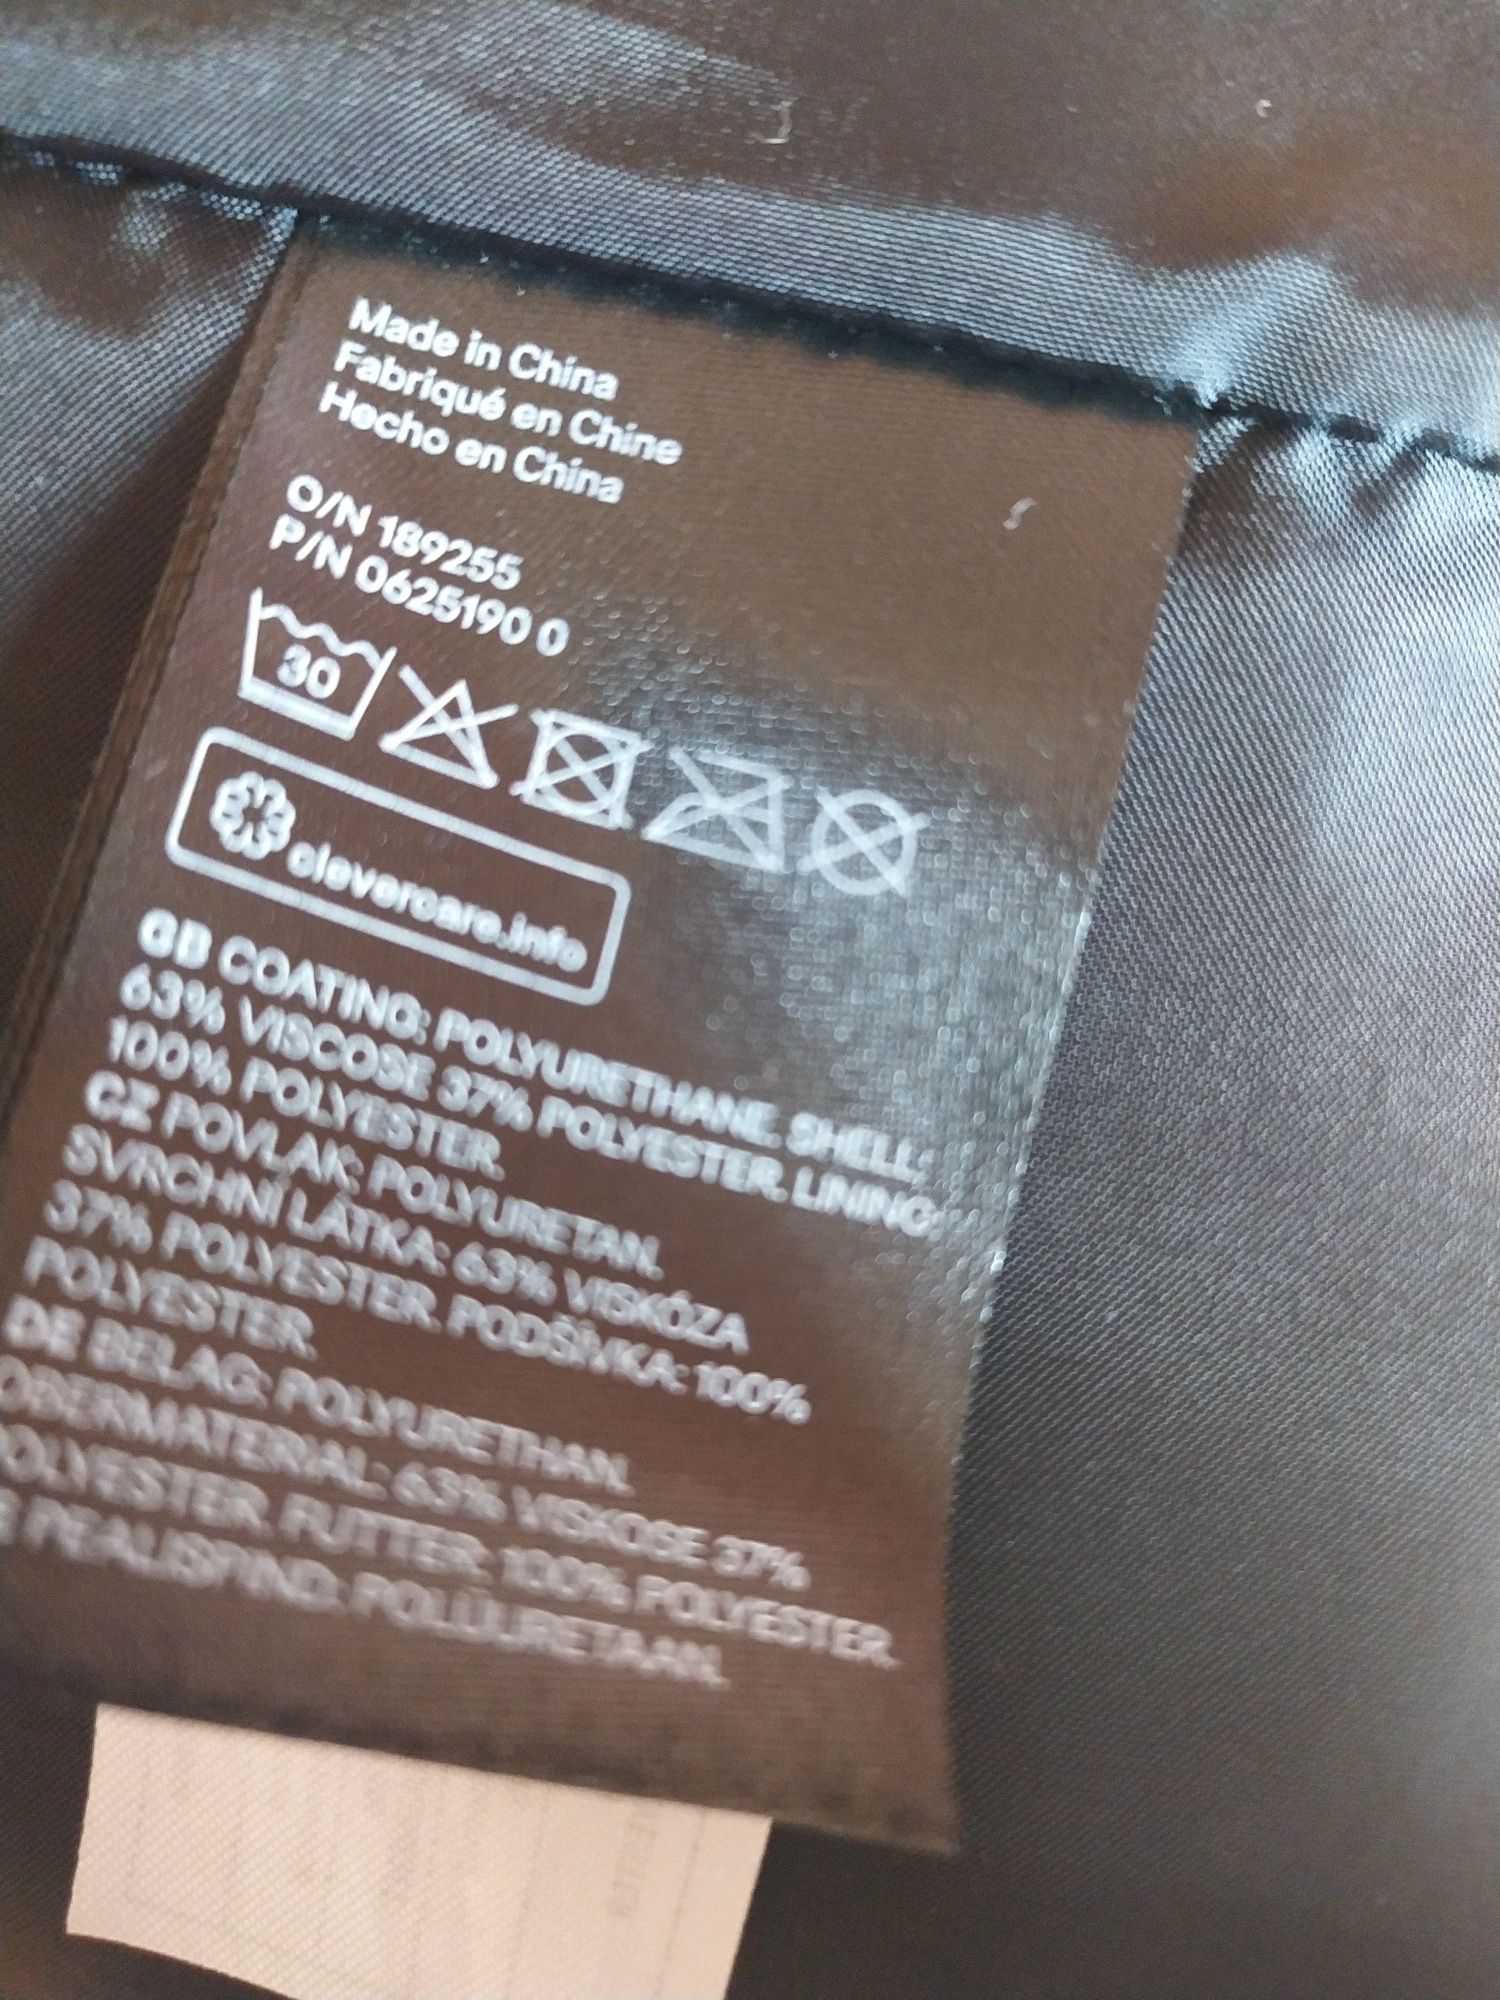 Made in China
Fabriqué en Chine
Hecho en China
O/N 189255
P/N 0625190 0
30
clevercare.info
GB COATING: POLYURETHANE. SHELL:
63% VISCOSE 37% POLYESTER. LINING:
100% POLYESTER.
CZ POVLAK: POLYURETAN.
SVRCHNÍ LÁTKA: 63% VISKÓZA
37% POLYESTER. PODŠÍVKA: 100%
POLYESTER.
DE BELAG: POLYURETHAN.
OBERMATERIAL: 63% VISKOSE 37%
POLYESTER. FUTTER: 100% POLYESTER.
PEALISPIND: POLÜURETAAN.